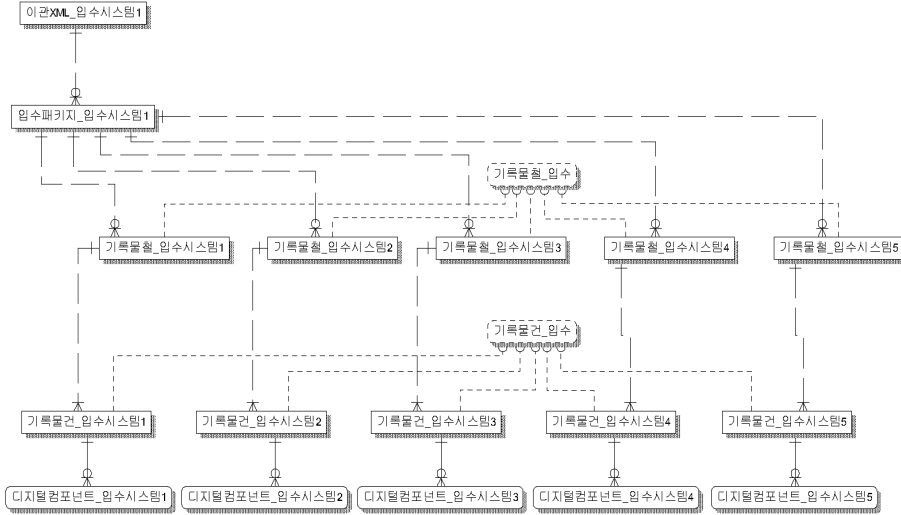 이관XML_입수시스템1
입수패키지_입수시스템1
기록물철_입수
기록물철_입수시스템1
기록물철_입수시스템2
기록물철_입수시스템3
기록물철_입수시스템4
기록물철_입수시스템5
기록물건_입수
기록물건_입수시스템1
기록물건_입수시스템2
기록물건_입수시스템3
기록물건_입수시스템4
기록물건_입수시스템5
디지털컴포넌트_입수시스템1
디지털컴포넌트_입수시스템2
디지털컴포넌트_입수시스템3
디지털컴포넌트_입수시스템4
디지털컴포넌트_입수시스템5